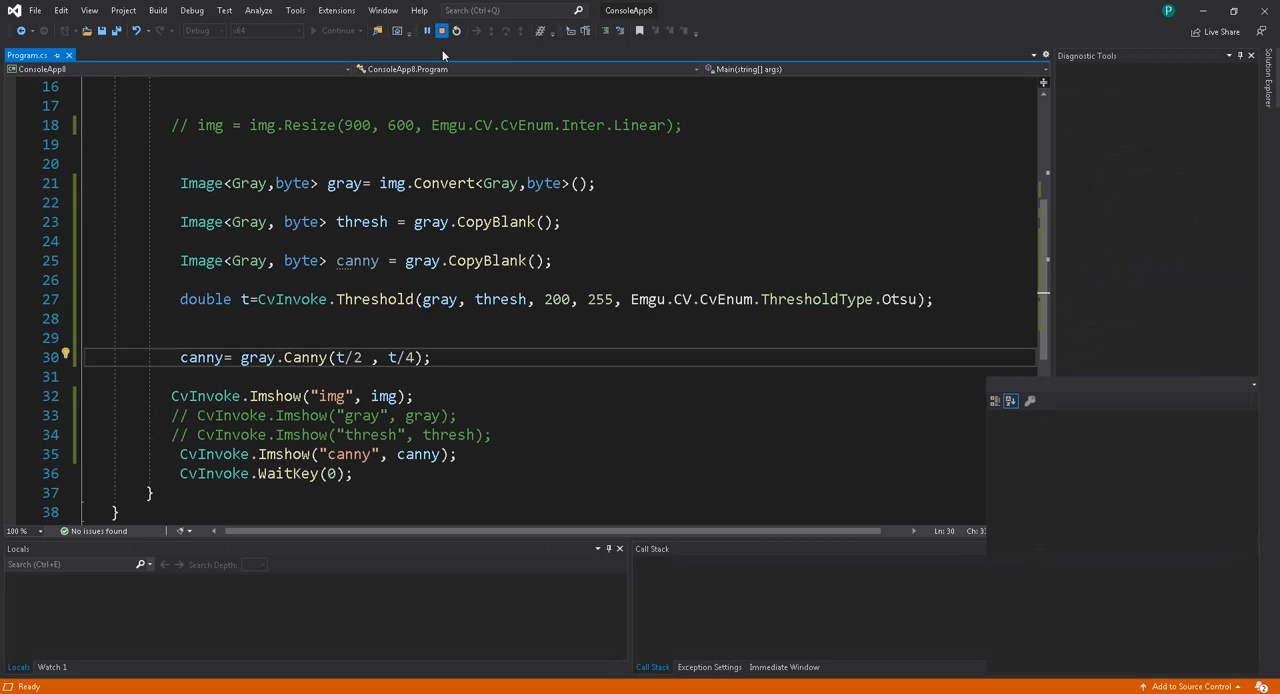 File Edit View Project Build Debug Test Analyze Tools Extensions Window Help Search (Ctrl+Q) ConsoleApp8 P
Debug x64 Continue Live Share
Program.cs Diagnostic Tools
ConsoleApp8 ConsoleApp8.Program Main(string[] args)
Solution Explorer
16
17
18 // img = img.Resize(900, 600, Emgu.CV.CvEnum.Inter.Linear);
19
20
21 Image<Gray,byte> gray= img.Convert<Gray,byte>();
22
23 Image<Gray, byte> thresh = gray.CopyBlank();
24
25 Image<Gray, byte> canny = gray.CopyBlank();
26
27 double t=CvInvoke.Threshold(gray, thresh, 200, 255, Emgu.CV.CvEnum.ThresholdType.Otsu);
28
29
30 canny= gray.Canny(t/2 , t/4);
31
32 CvInvoke.Imshow("img", img);
33 // CvInvoke.Imshow("gray", gray);
34 // CvInvoke.Imshow("thresh", thresh);
35 CvInvoke.Imshow("canny", canny);
36 CvInvoke.WaitKey(0);
37 }
38 }
100 % No issues found Ln: 30
Locals Call Stack
Search (Ctrl+E) Search Depth:
Locals Watch 1 Call Stack Exception Settings Immediate Window
Ready Add to Source Control